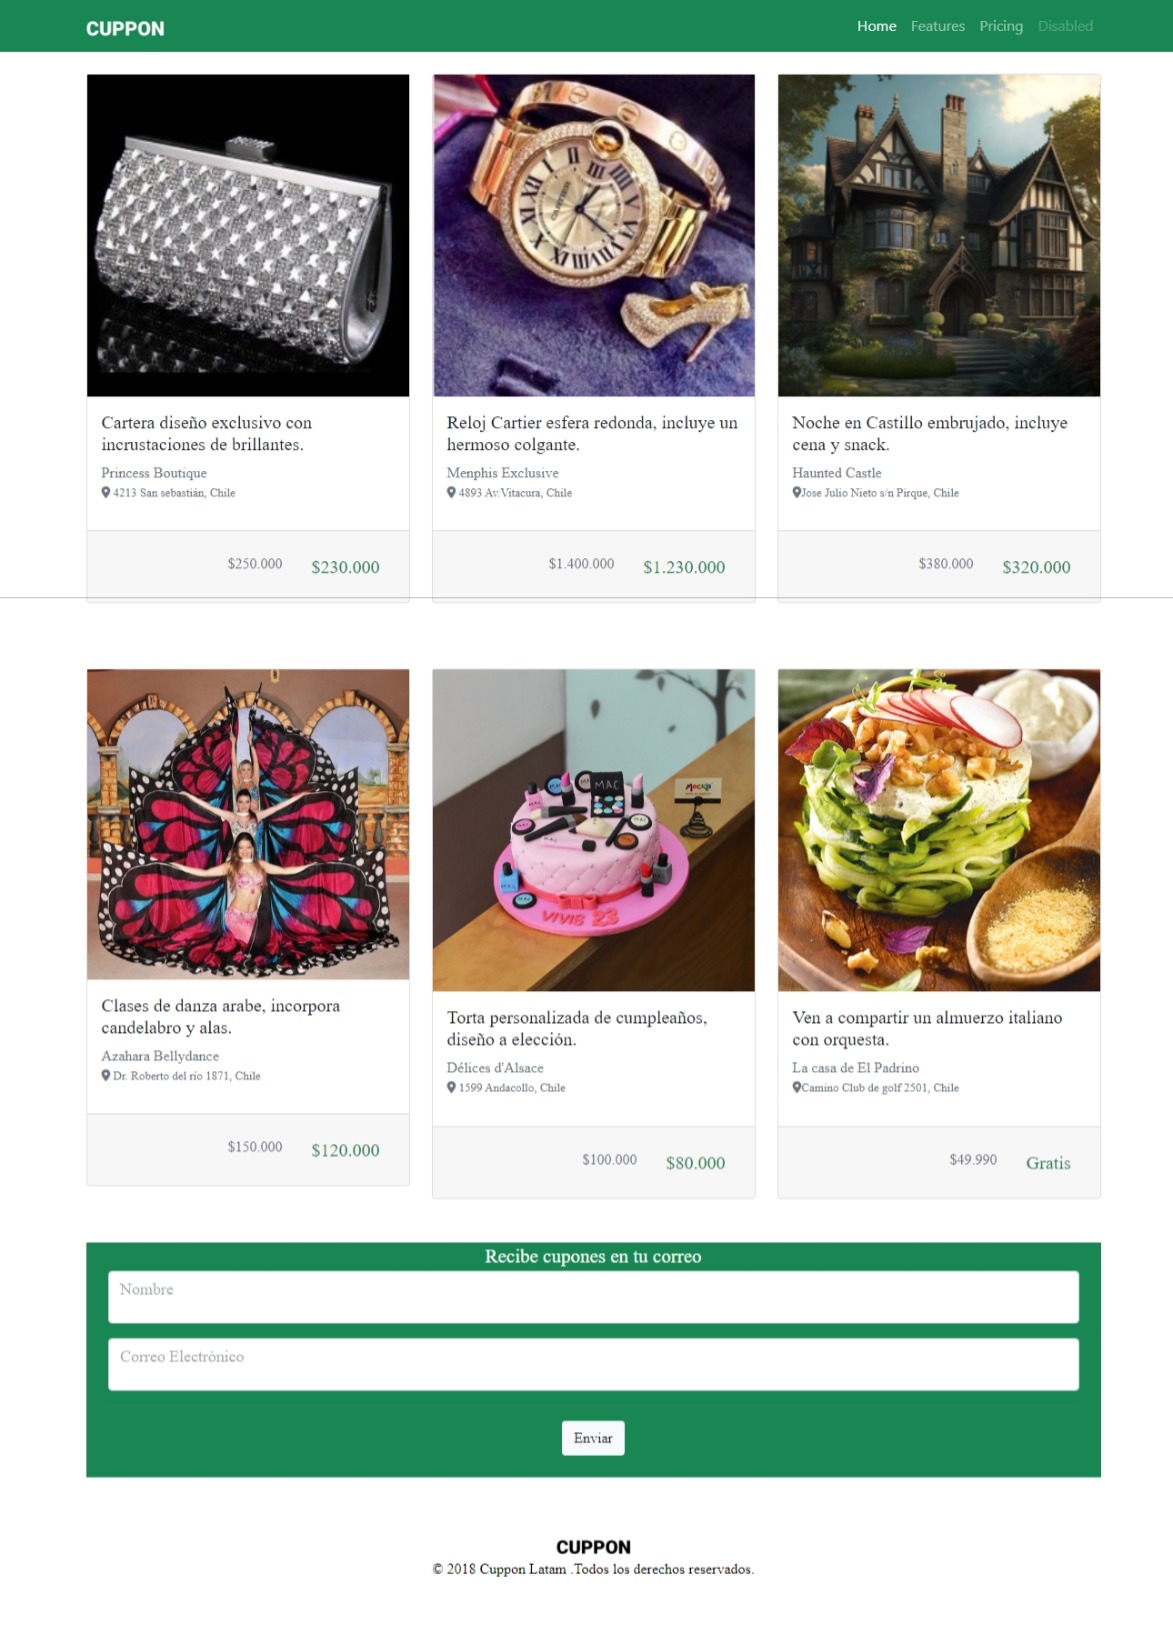 CUPPON
Home Features Pricing Disabled
Cartera diseño exclusivo con
incrustaciones de brillantes.
Princess Boutique
4213 San sebastián, Chile
$250.000 $230.000
Reloj Cartier esfera redonda, incluye un
hermoso colgante.
Menphis Exclusive
4893 Av.Vitacura, Chile
$1.400.000 $1.230.000
Noche en Castillo embrujado, incluye
cena y snack.
Haunted Castle
Jose Julio Nieto s/n Pirque, Chile
$380.000 $320.000
Clases de danza arabe, incorpora
candelabro y alas.
Azahara Bellydance
Dr. Roberto del río 1871, Chile
$150.000 $120.000
MAC
VIVIS 23
Torta personalizada de cumpleaños,
diseño a elección.
Délices d'Alsace
1599 Andacollo, Chile
$100.000 $80.000
Ven a compartir un almuerzo italiano
con orquesta.
La casa de El Padrino
Camino Club de golf 2501, Chile
$49.990 Gratis
Recibe cupones en tu correo
Nombre
Correo Electrónico
Enviar
CUPPON
© 2018 Cuppon Latam .Todos los derechos reservados.